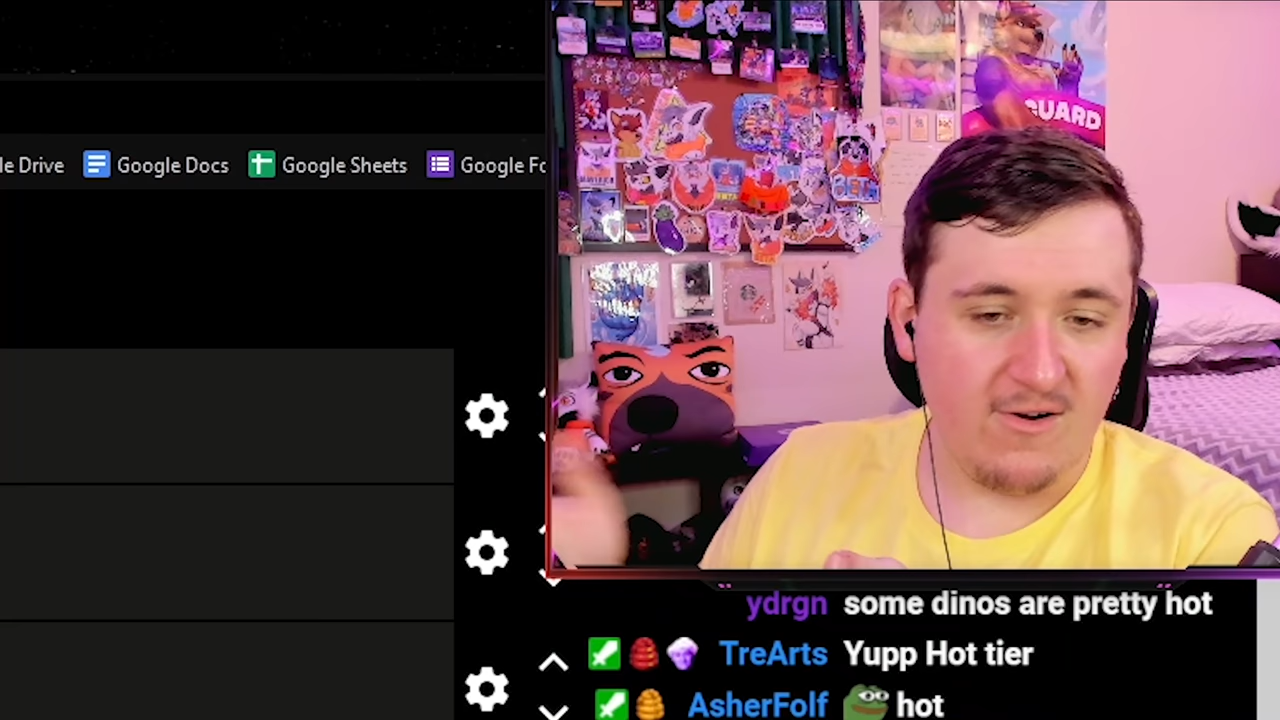 le Drive Google Docs Google Sheets Google Fo
GUARD
BETA
ydrgn some dinos are pretty hot
TreArts Yupp Hot tier
AsherFolf hot